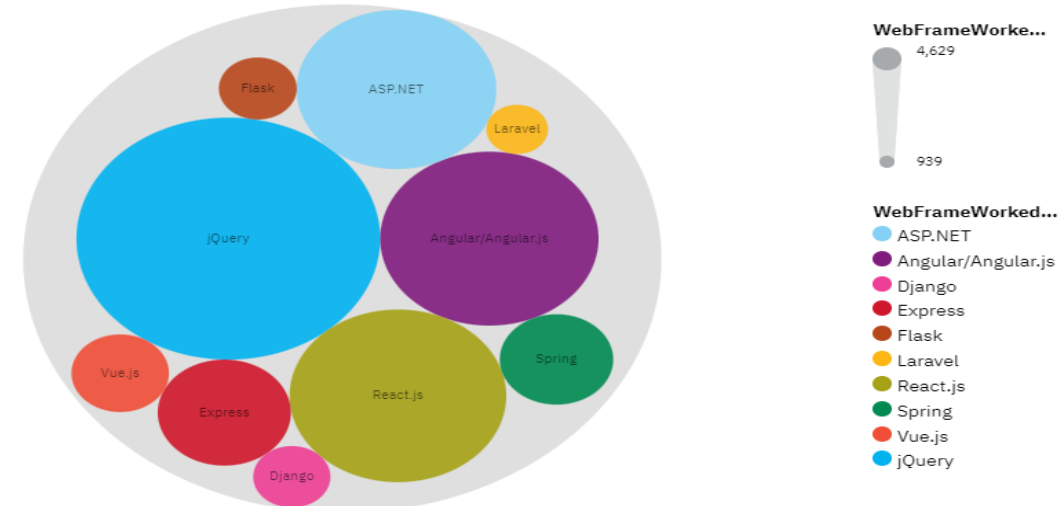 Flask
ASP.NET
Laravel
jQuery
Angular/Angular.js
Vue.js
Express
React.js
Spring
Django
WebFrameWorke...
4,629
939
WebFrameWorked...
ASP.NET
Angular/Angular.js
Django
Express
Flask
Laravel
React.js
Spring
Vue.js
jQuery